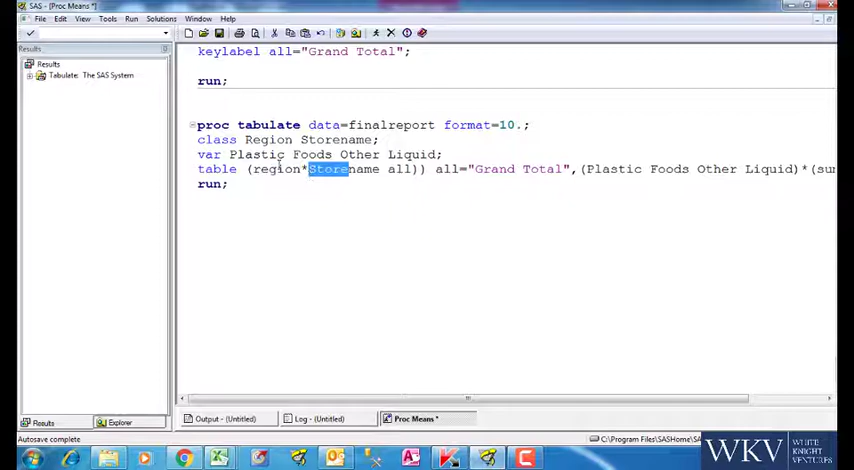 SAS - [Proc Means *]
File Edit View Tools Run Solutions Window Help
Results
Results
Tabulate: The SAS System
keylabel all="Grand Total";
run;
proc tabulate data=finalreport format=10.;
class Region Storename;
var Plastic Foods Other Liquid;
table (region*Storename all)) all="Grand Total",(Plastic Foods Other Liquid)*(sum
run;
Results
Explorer
Output - (Untitled)
Log - (Untitled)
Proc Means *
Autosave complete
C:\Program Files\SASHome\SA
WKV
WHITE
KNIGHT
VENTURES